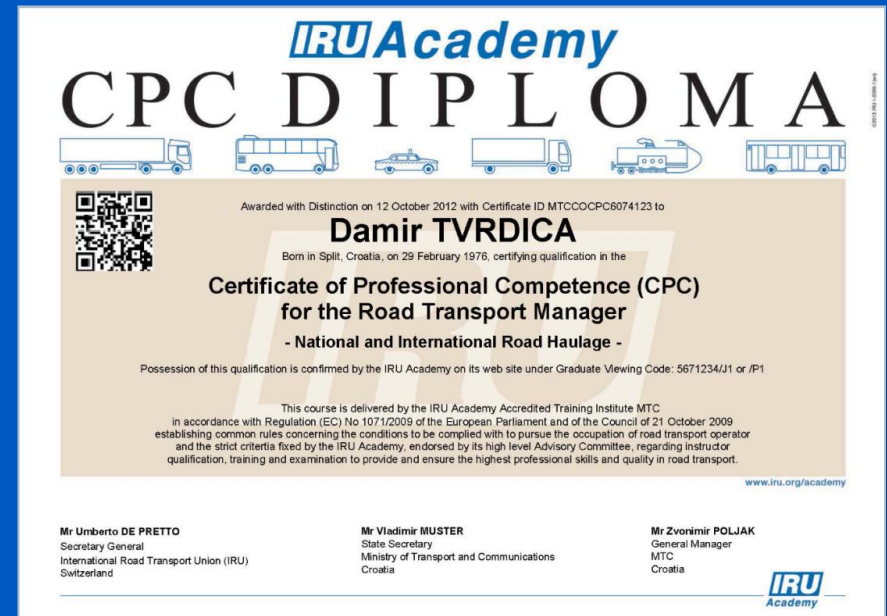 IRU Academy
CPC DIPLOMA
Awarded with Distinction on 12 October 2012 with Certificate ID MTCCOCPC6074123 to
Damir TVRDICA
Born in Split, Croatia, on 29 February 1976, certifying qualification in the
Certificate of Professional Competence (CPC)
for the Road Transport Manager
- National and International Road Haulage -
Possession of this qualification is confirmed by the IRU Academy on its web site under Graduate Viewing Code: 5671234/J1 or /P1
This course is delivered by the IRU Academy Accredited Training Institute MTC
in accordance with Regulation (EC) No 1071/2009 of the European Parliament and of the Council of 21 October 2009
establishing common rules concerning the conditions to be complied with to pursue the occupation of road transport operator
and the strict critertia fixed by the IRU Academy, endorsed by its high level Advisory Committee, regarding instructor
qualification, training and examination to provide and ensure the highest professional skills and quality in road transport.
www.iru.org/academy
Mr Umberto DE PRETTO
Secretary General
International Road Transport Union (IRU)
Switzerland
Mr Vladimir MUSTER
State Secretary
Ministry of Transport and Communications
Croatia
Mr Zvonimir POLJAK
General Manager
MTC
Croatia
IRU
Academy